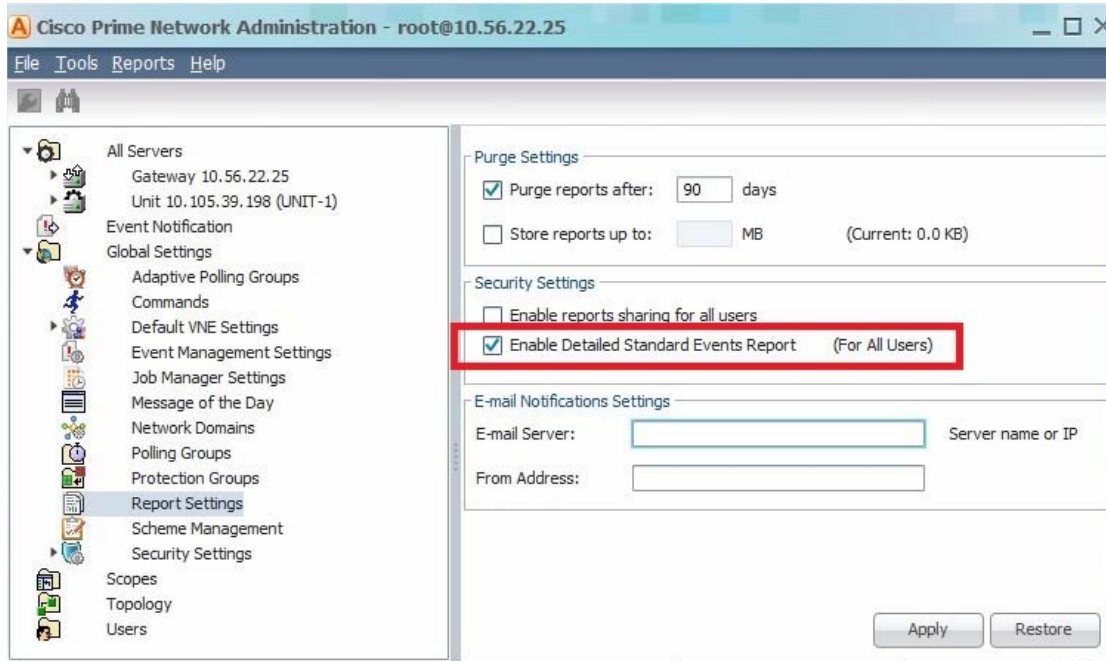 Cisco Prime Network Administration - root@10.56.22.25
File Tools Reports Help
All Servers
Gateway 10.56.22.25
Unit 10.105.39.198 (UNIT-1)
Event Notification
Global Settings
Adaptive Polling Groups
Commands
Default VNE Settings
Event Management Settings
Job Manager Settings
Message of the Day
Network Domains
Polling Groups
Protection Groups
Report Settings
Scheme Management
Security Settings
Scopes
Topology
Users
Purge Settings
Purge reports after: 90 days
Store reports up to: MB (Current: 0.0 KB)
Security Settings
Enable reports sharing for all users
Enable Detailed Standard Events Report (For All Users)
E-mail Notifications Settings
E-mail Server: Server name or IP
From Address:
Apply Restore